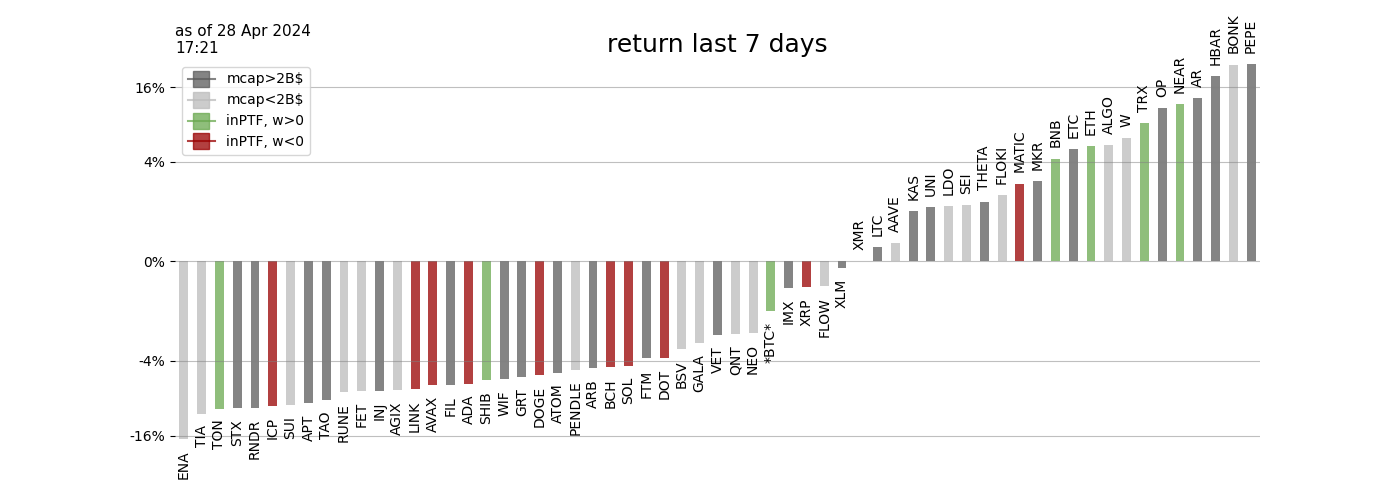 as of 28 Apr 2024
17:21
return last 7 days
mcap>2B$
mcap<2B$
inPTF, w>0
inPTF, w<0
16%
4%
0%
-4%
-16%
ENA
TIA
TON
STX
RNDR
ICP
SUI
APT
TAO
RUNE
FET
INJ
AGIX
LINK
AVAX
FIL
ADA
SHIB
WIF
GRT
DOGE
ATOM
PENDLE
ARB
BCH
SOL
FTM
DOT
BSV
GALA
VET
QNT
NEO
*BTC*
IMX
XRP
FLOW
XLM
XMR
LTC
AAVE
KAS
UNI
LDO
SEI
THETA
FLOKI
MATIC
MKR
BNB
ETC
ETH
ALGO
W
TRX
OP
NEAR
AR
HBAR
BONK
PEPE